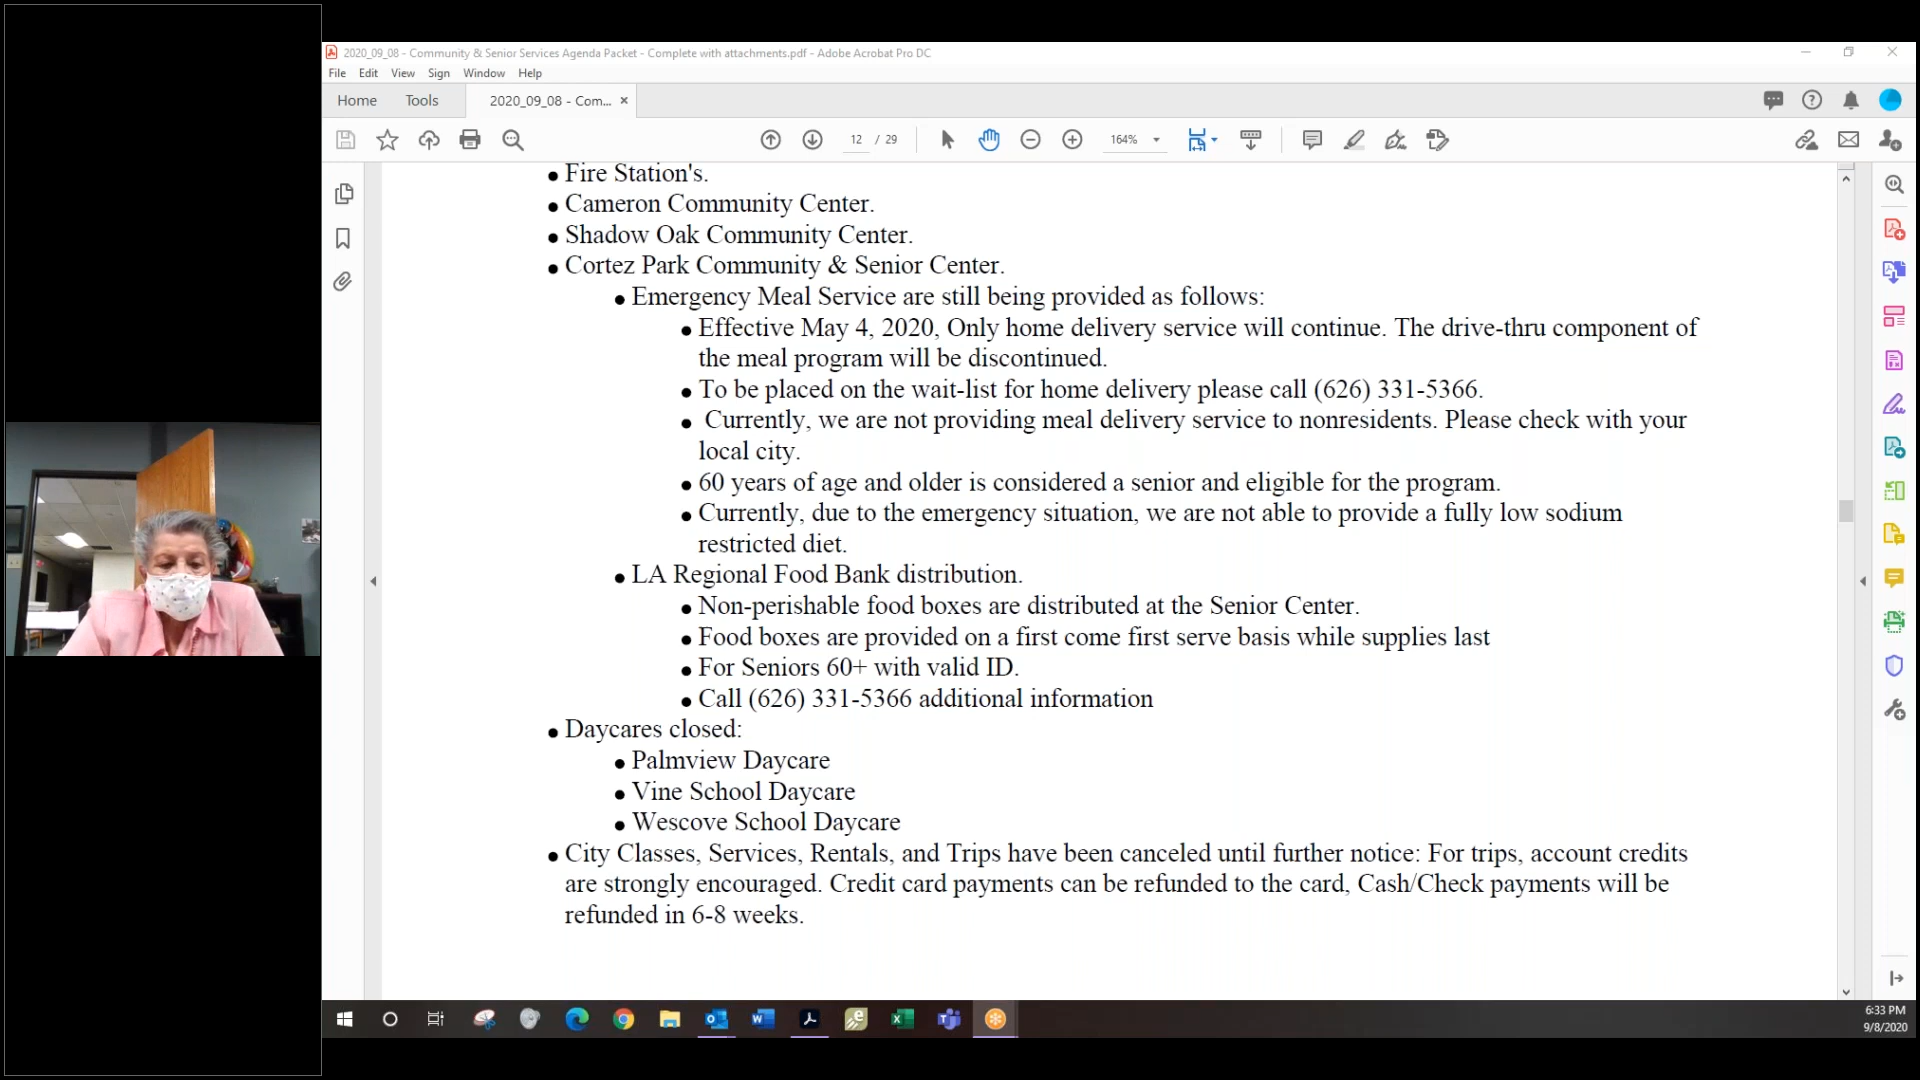 2020_09_08 - Community & Senior Services Agenda Packet - Complete with attachments.pdf - Adobe Acrobat Pro DC
File Edit View Sign Window Help
Home Tools 2020_09_08 - Com... ×
12 / 29 164%
• Fire Station's.
• Cameron Community Center.
• Shadow Oak Community Center.
• Cortez Park Community & Senior Center.
• Emergency Meal Service are still being provided as follows:
• Effective May 4, 2020, Only home delivery service will continue. The drive-thru component of
the meal program will be discontinued.
• To be placed on the wait-list for home delivery please call (626) 331-5366.
• Currently, we are not providing meal delivery service to nonresidents. Please check with your
local city.
• 60 years of age and older is considered a senior and eligible for the program.
• Currently, due to the emergency situation, we are not able to provide a fully low sodium
restricted diet.
• LA Regional Food Bank distribution.
• Non-perishable food boxes are distributed at the Senior Center.
• Food boxes are provided on a first come first serve basis while supplies last
• For Seniors 60+ with valid ID.
• Call (626) 331-5366 additional information
• Daycares closed:
• Palmview Daycare
• Vine School Daycare
• Wescove School Daycare
• City Classes, Services, Rentals, and Trips have been canceled until further notice: For trips, account credits
are strongly encouraged. Credit card payments can be refunded to the card, Cash/Check payments will be
refunded in 6-8 weeks.
6:33 PM
9/8/2020